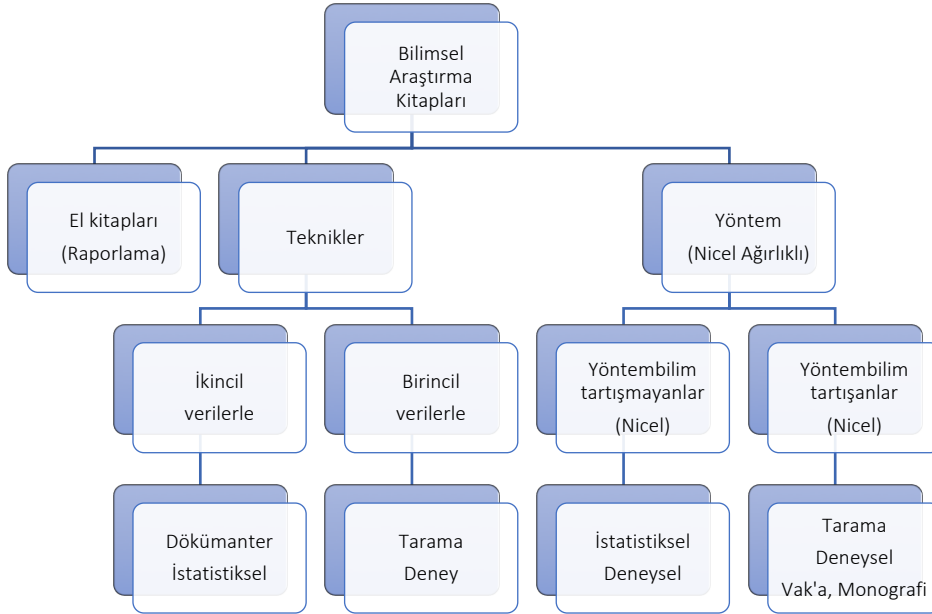 Bilimsel
Araştırma
Kitapları
El kitapları
(Raporlama)
Teknikler
Yöntem
(Nicel Ağırlıklı)
İkincil
verilerle
Birincil
verilerle
Yöntembilim
tartışmayanlar
(Nicel)
Yöntembilim
tartışanlar
(Nicel)
Dökümanter
İstatistiksel
Tarama
Deney
İstatistiksel
Deneysel
Tarama
Deneysel
Vak'a, Monografi